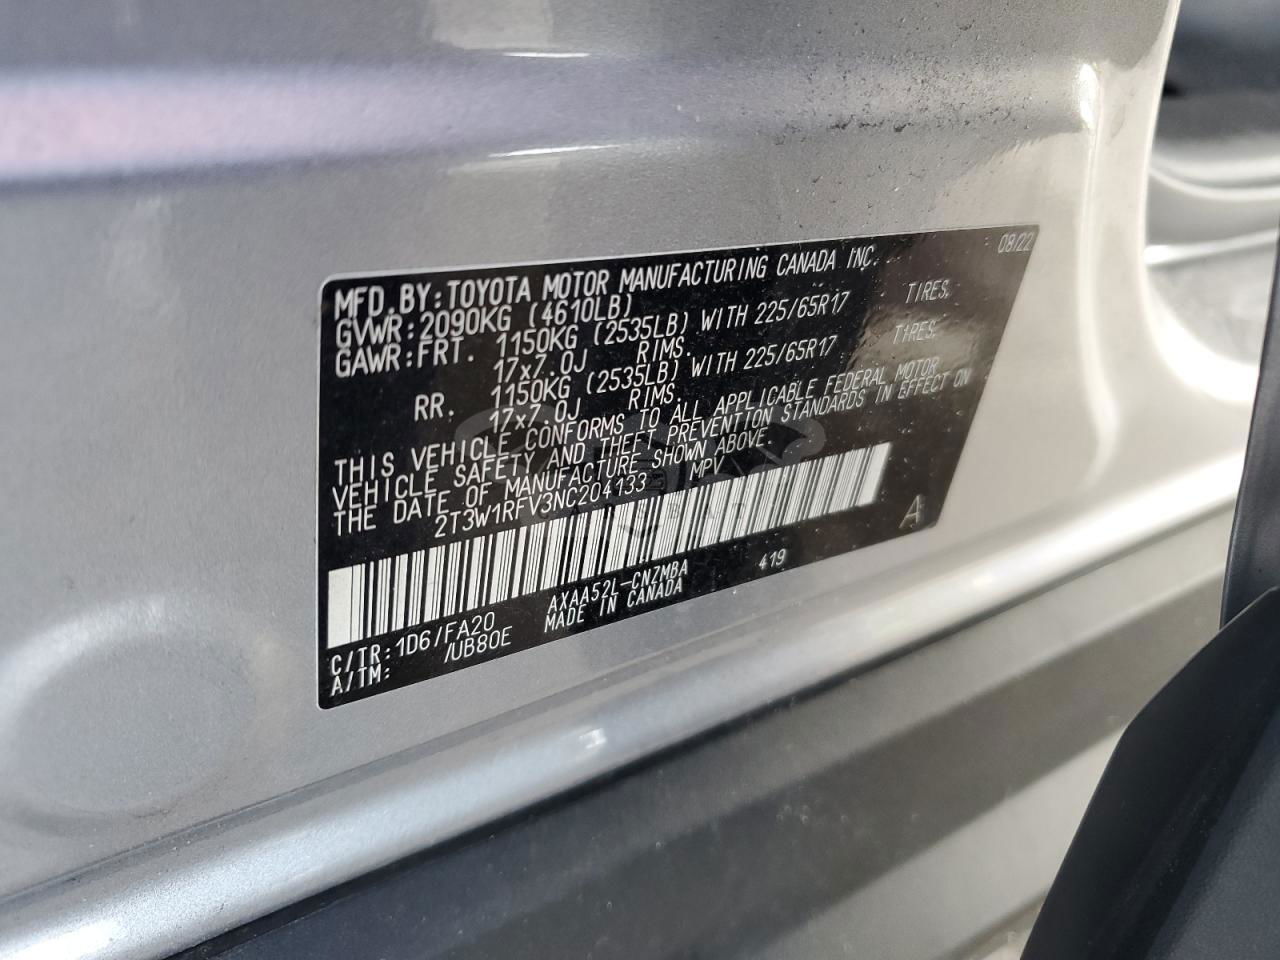 08/22
MFD.BY:TOYOTA MOTOR MANUFACTURING CANADA INC.
GVWR:2090KG (4610LB)
GAWR:FRT. 1150KG (2535LB) WITH 225/65R17 TIRES,
17x7.0J RIMS.
RR. 1150KG (2535LB) WITH 225/65R17 TIRES,
17x7.0J RIMS.
THIS VEHICLE CONFORMS TO ALL APPLICABLE FEDERAL MOTOR
VEHICLE SAFETY AND THEFT PREVENTION STANDARDS IN EFFECT ON
THE DATE OF MANUFACTURE SHOWN ABOVE.
2T3W1RFV3NC204133 MPV
A
C/TR:1D6/FA20 AXAA52L-CNZMBA 419
A/TM: /UB80E MADE IN CANADA